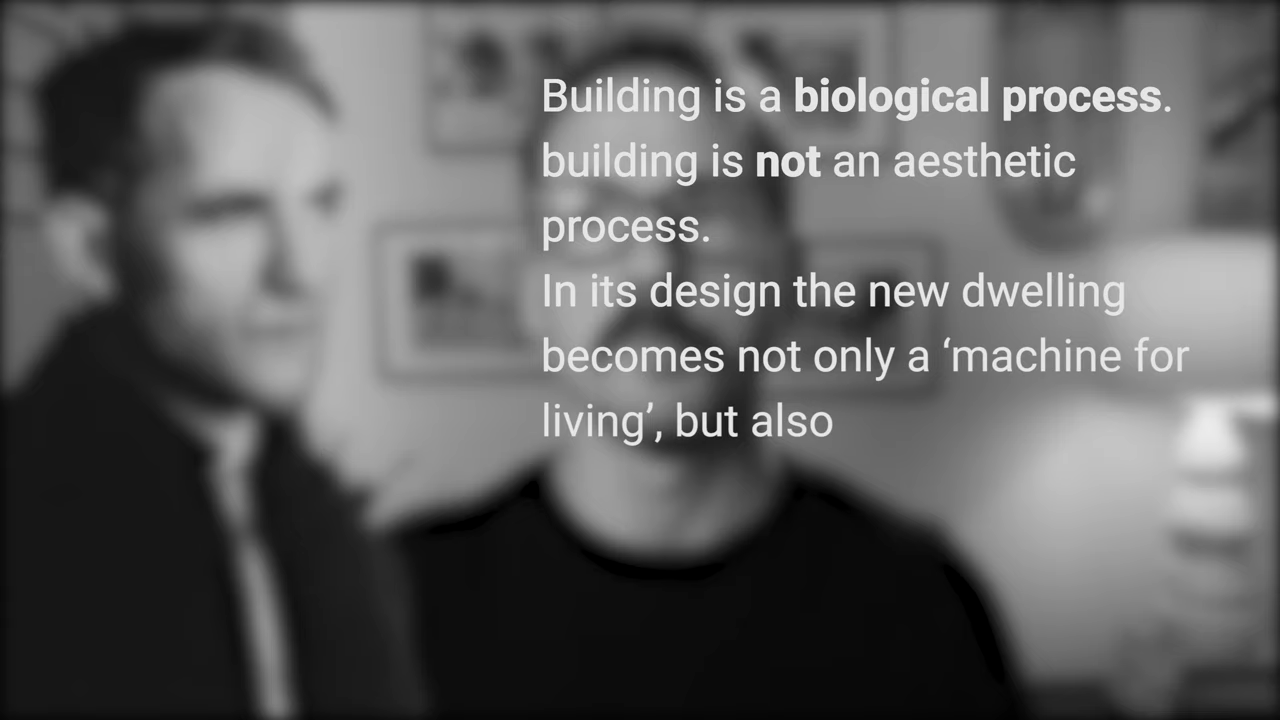 Building is a biological process.
building is not an aesthetic
process.
In its design the new dwelling
becomes not only a ‘machine for
living’, but also